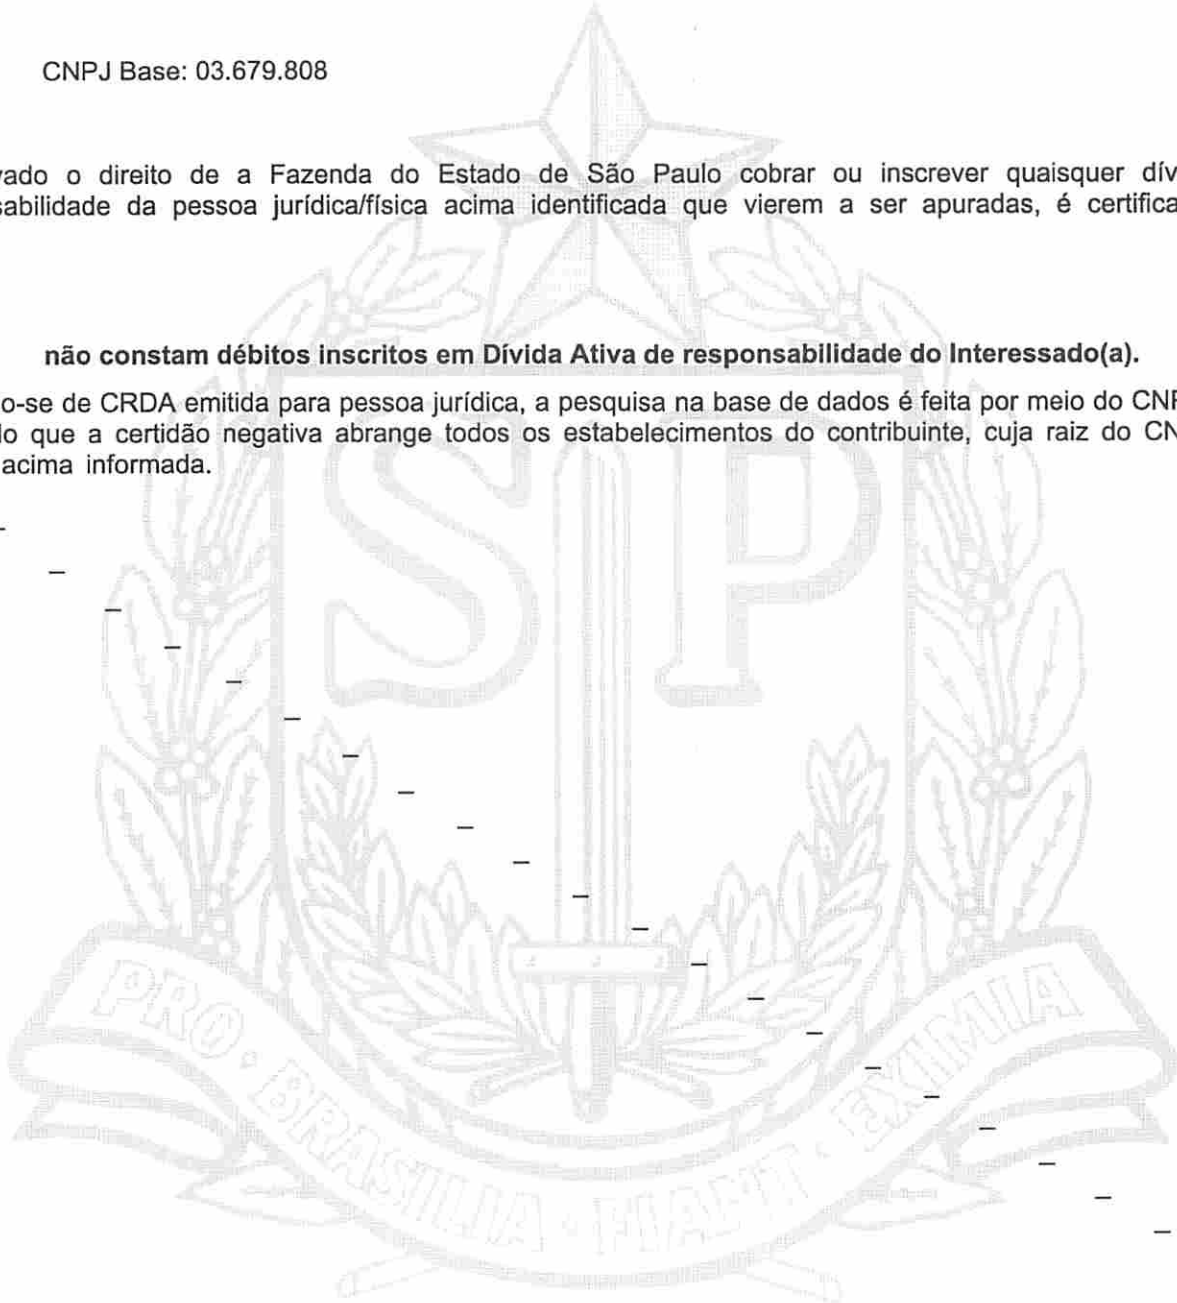 CNPJ Base: 03.679.808
vado o direito de a Fazenda do Estado de São Paulo cobrar ou inscrever quaisquer dív
sabilidade da pessoa jurídica/física acima identificada que vierem a ser apuradas, é certifica
não constam débitos inscritos em Dívida Ativa de responsabilidade do Interessado(a).
o-se de CRDA emitida para pessoa jurídica, a pesquisa na base de dados é feita por meio do CNP
do que a certidão negativa abrange todos os estabelecimentos do contribuinte, cuja raiz do CN
acima informada.
SP
PRO · BRASILIA · FIANT · EXIMIA